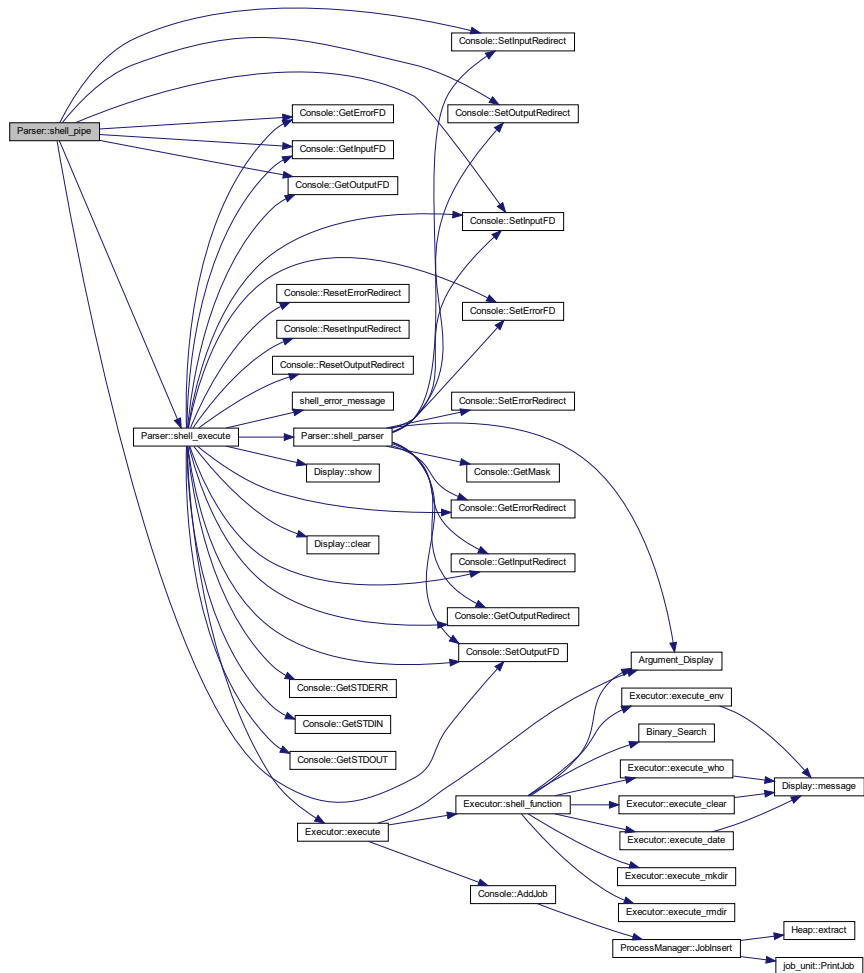 Console::SetInputRedirect
Console::SetOutputRedirect
Console::GetErrorFD
Parser::shell_pipe
Console::GetInputFD
Console::GetOutputFD
Console::SetInputFD
Console::ResetErrorRedirect
Console::SetErrorFD
Console::ResetInputRedirect
Console::ResetOutputRedirect
shell_error_message
Console::SetErrorRedirect
Parser::shell_execute
Parser::shell_parser
Display::show
Console::GetMask
Console::GetErrorRedirect
Display::clear
Console::GetInputRedirect
Console::GetOutputRedirect
Console::SetOutputFD
Argument_Display
Console::GetSTDERR
Executor::execute_env
Console::GetSTDIN
Binary_Search
Console::GetSTDOUT
Executor::execute_who
Display::message
Executor::shell_function
Executor::execute_clear
Executor::execute
Executor::execute_date
Executor::execute_mkdir
Console::AddJob
Executor::execute_rmdir
Heap::extract
ProcessManager::JobInsert
job_unit::PrintJob